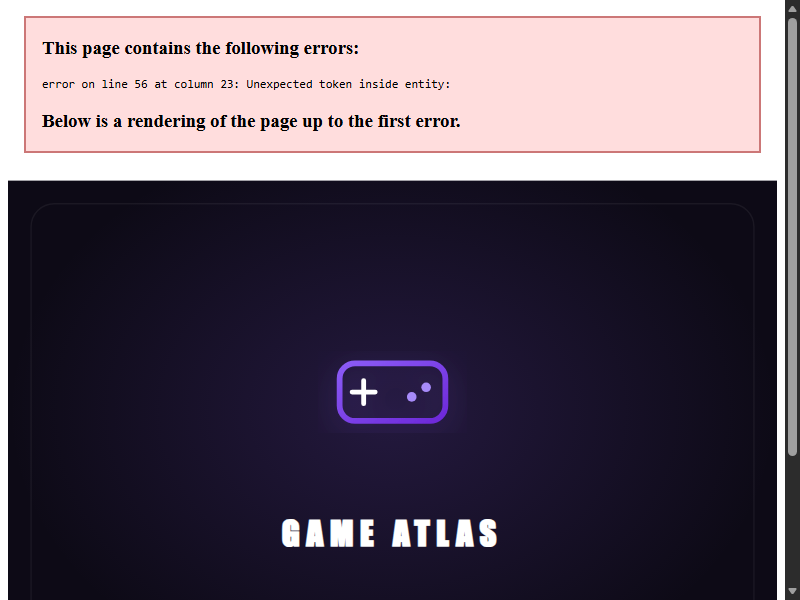 This page contains the following errors:
error on line 56 at column 23: Unexpected token inside entity:
Below is a rendering of the page up to the first error.
GAME ATLAS